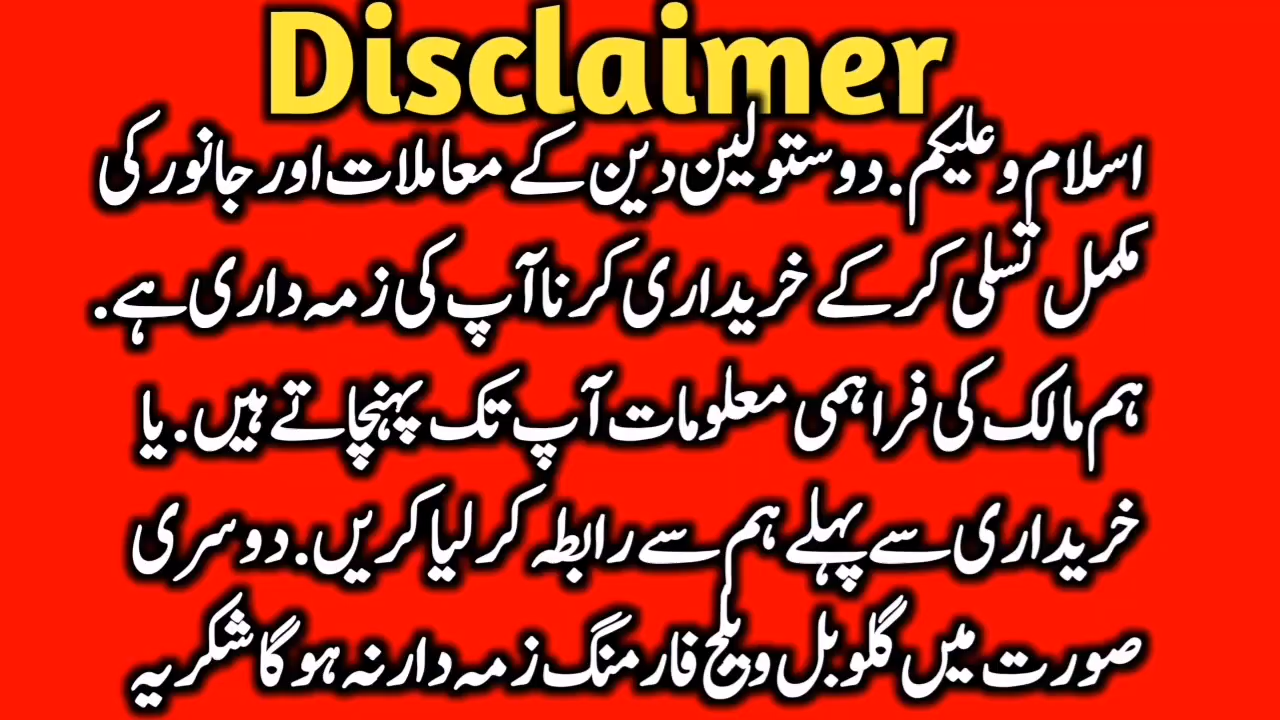 Disclaimer
اسلام و علیکم. دوستو لین دین کے معاملات اور جانور کی
مکمل تسلی کر کے خریداری کرنا آپ کی زمہ داری ہے.
ہم مالک کی فراہمی معلومات آپ تک پہنچاتے ہیں. یا
خریداری سے پہلے ہم سے رابطہ کر لیا کریں. دوسری
صورت میں گلوبل ویلج فارمنگ زمہ دار نہ ہو گا شکریہ